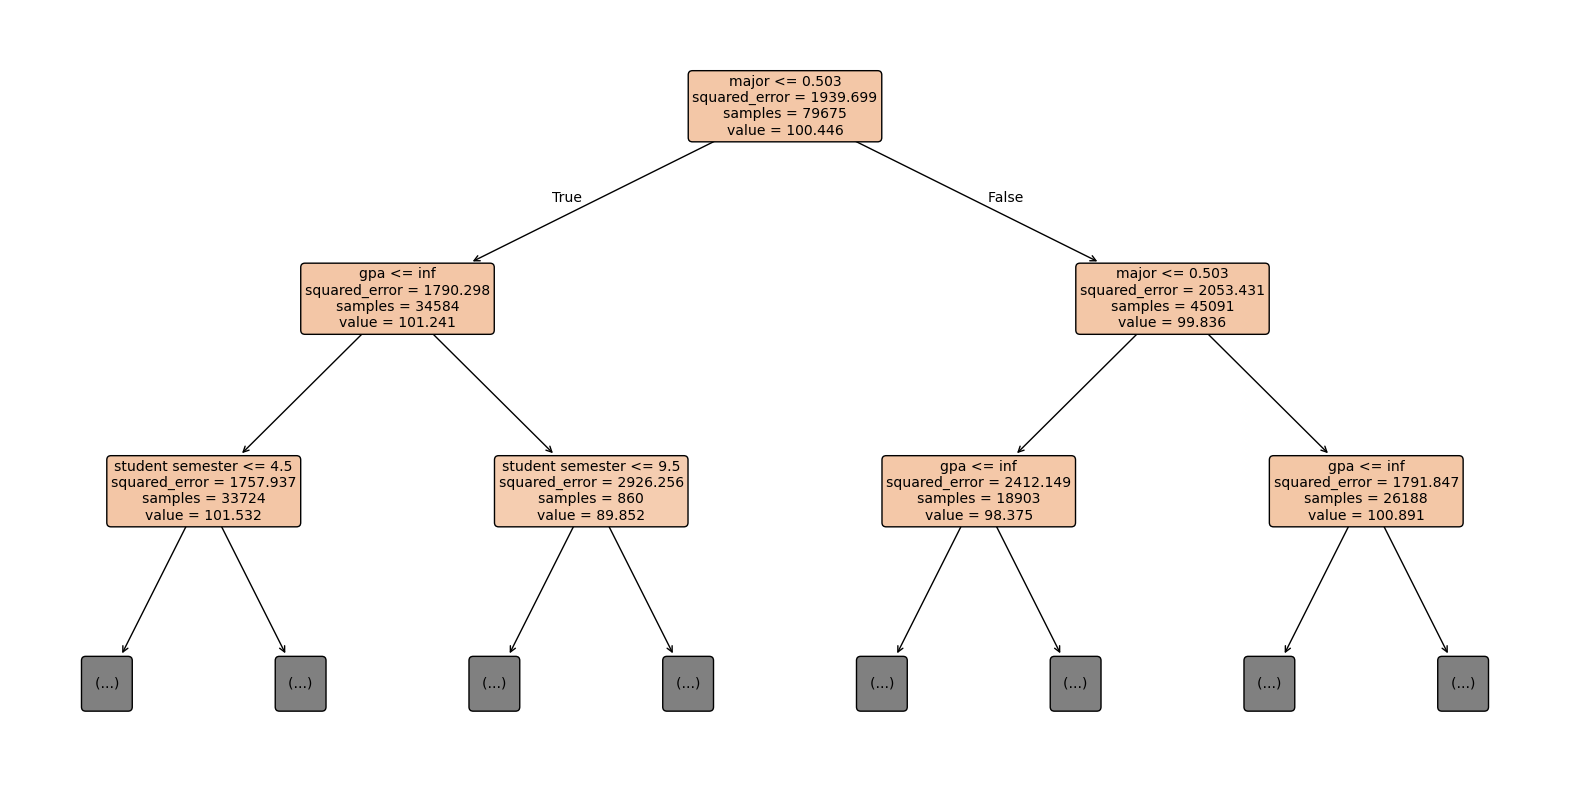 major <= 0.503
squared_error = 1939.699
samples = 79675
value = 100.446
True
False
gpa <= inf
squared_error = 1790.298
samples = 34584
value = 101.241
major <= 0.503
squared_error = 2053.431
samples = 45091
value = 99.836
student semester <= 4.5
squared_error = 1757.937
samples = 33724
value = 101.532
student semester <= 9.5
squared_error = 2926.256
samples = 860
value = 89.852
gpa <= inf
squared_error = 2412.149
samples = 18903
value = 98.375
gpa <= inf
squared_error = 1791.847
samples = 26188
value = 100.891
(...)
(...)
(...)
(...)
(...)
(...)
(...)
(...)